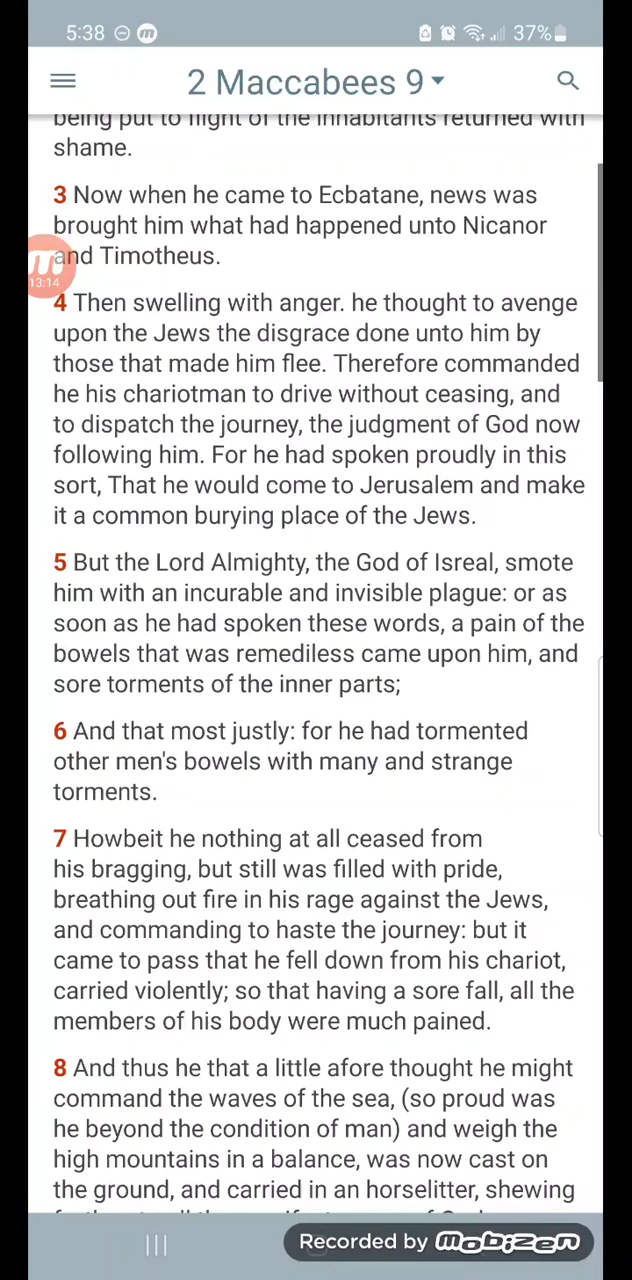 5:38
37%
2 Maccabees 9
being put to flight of the inhabitants returned with
shame.
3 Now when he came to Ecbatane, news was
brought him what had happened unto Nicanor
and Timotheus.
13:14
4 Then swelling with anger. he thought to avenge
upon the Jews the disgrace done unto him by
those that made him flee. Therefore commanded
he his chariotman to drive without ceasing, and
to dispatch the journey, the judgment of God now
following him. For he had spoken proudly in this
sort, That he would come to Jerusalem and make
it a common burying place of the Jews.
5 But the Lord Almighty, the God of Isreal, smote
him with an incurable and invisible plague: or as
soon as he had spoken these words, a pain of the
bowels that was remediless came upon him, and
sore torments of the inner parts;
6 And that most justly: for he had tormented
other men's bowels with many and strange
torments.
7 Howbeit he nothing at all ceased from
his bragging, but still was filled with pride,
breathing out fire in his rage against the Jews,
and commanding to haste the journey: but it
came to pass that he fell down from his chariot,
carried violently; so that having a sore fall, all the
members of his body were much pained.
8 And thus he that a little afore thought he might
command the waves of the sea, (so proud was
he beyond the condition of man) and weigh the
high mountains in a balance, was now cast on
the ground, and carried in an horselitter, shewing
Recorded by mobizen